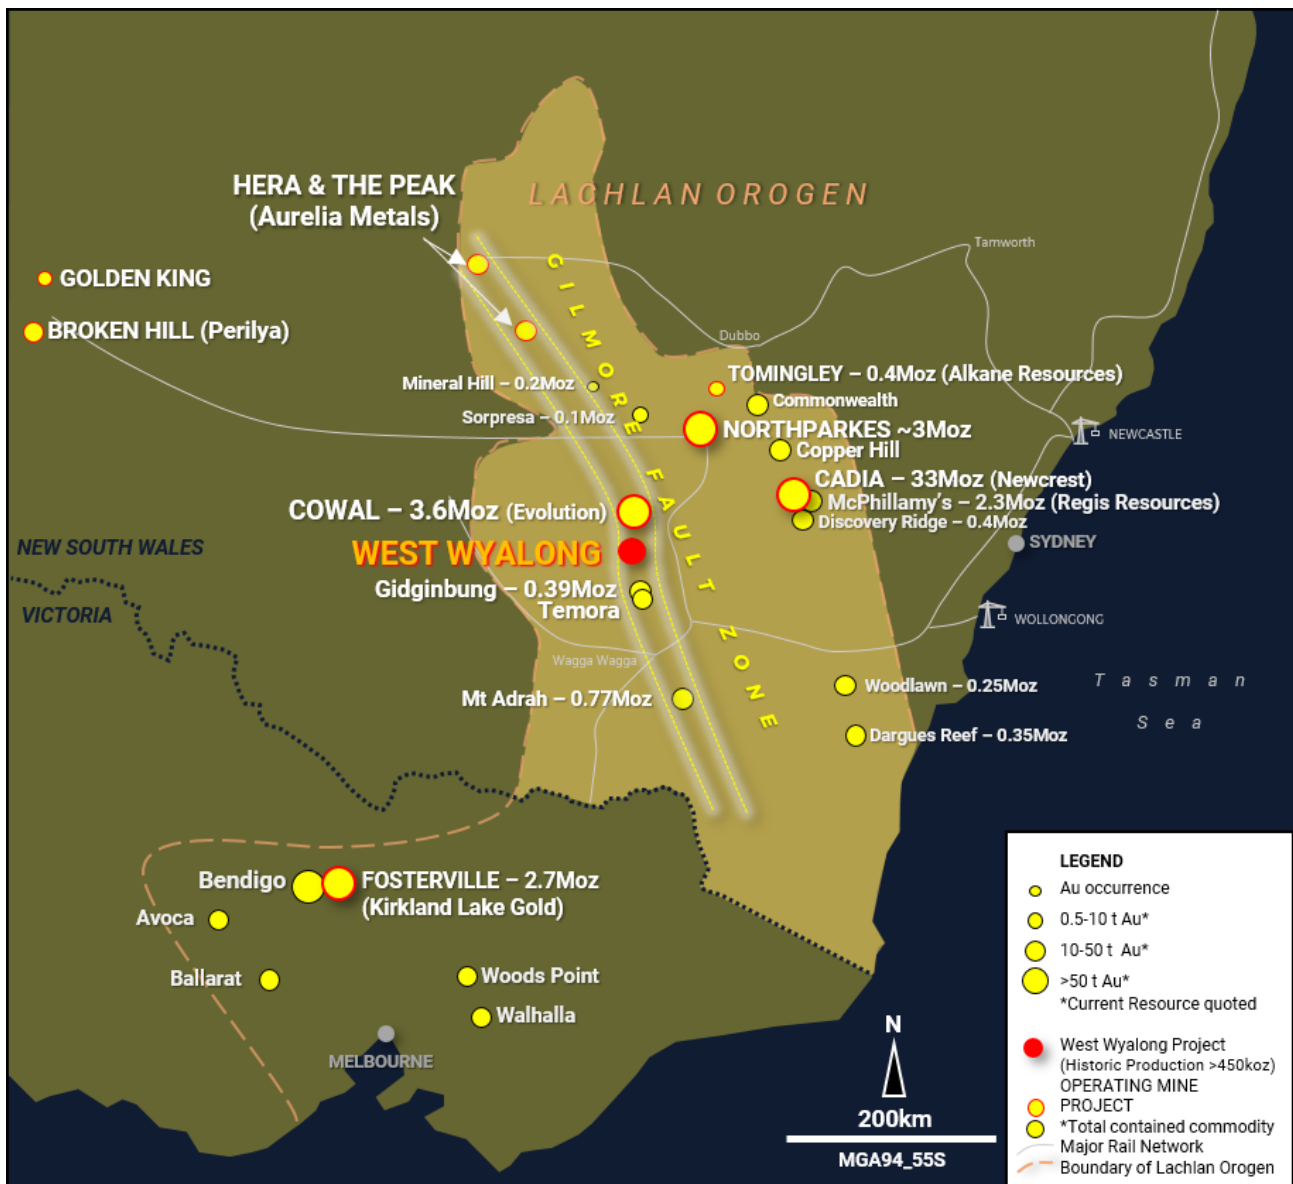 LACHLAN OROGEN
HERA & THE PEAK
(Aurelia Metals)
GILMORE FAULT ZONE
Tamworth
GOLDEN KING
BROKEN HILL (Perilya)
Dubbo
Mineral Hill – 0.2Moz
TOMINGLEY – 0.4Moz (Alkane Resources)
Commonwealth
Sorpresa – 0.1Moz
NORTHPARKES ~3Moz
NEWCASTLE
Copper Hill
CADIA – 33Moz (Newcrest)
McPhillamy's – 2.3Moz (Regis Resources)
COWAL – 3.6Moz (Evolution)
Discovery Ridge – 0.4Moz
SYDNEY
NEW SOUTH WALES
WEST WYALONG
Gidginbung – 0.39Moz
Temora
VICTORIA
WOLLONGONG
Wagga Wagga
Mt Adrah – 0.77Moz
Woodlawn – 0.25Moz
Tasman
Sea
Dargues Reef – 0.35Moz
Bendigo
FOSTERVILLE – 2.7Moz
(Kirkland Lake Gold)
Avoca
Ballarat
Woods Point
Walhalla
MELBOURNE
N
200km
MGA94_55S
LEGEND
Au occurrence
0.5-10 t Au*
10-50 t Au*
>50 t Au*
*Current Resource quoted
West Wyalong Project
(Historic Production >450koz)
OPERATING MINE
PROJECT
*Total contained commodity
Major Rail Network
Boundary of Lachlan Orogen